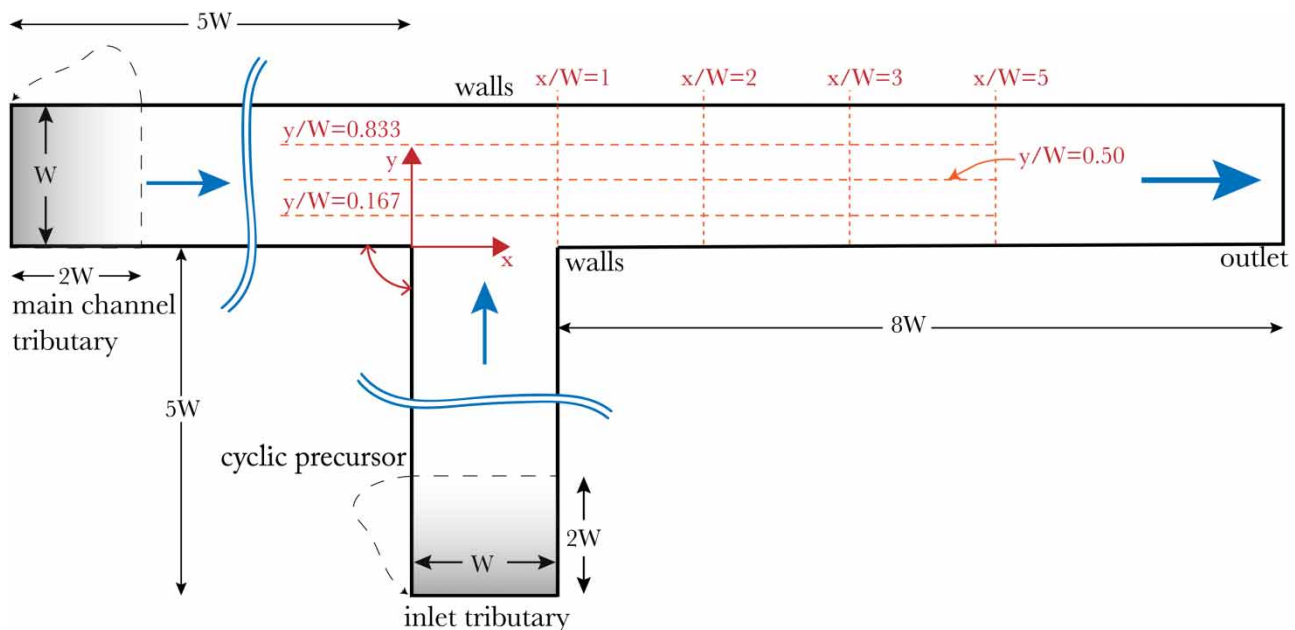 5W
walls
x/W=1
x/W=2
x/W=3
x/W=5
y/W=0.833
y
y/W=0.50
W
y/W=0.167
x
walls
outlet
2W
main channel
tributary
8W
5W
cyclic precursor
2W
W
inlet tributary